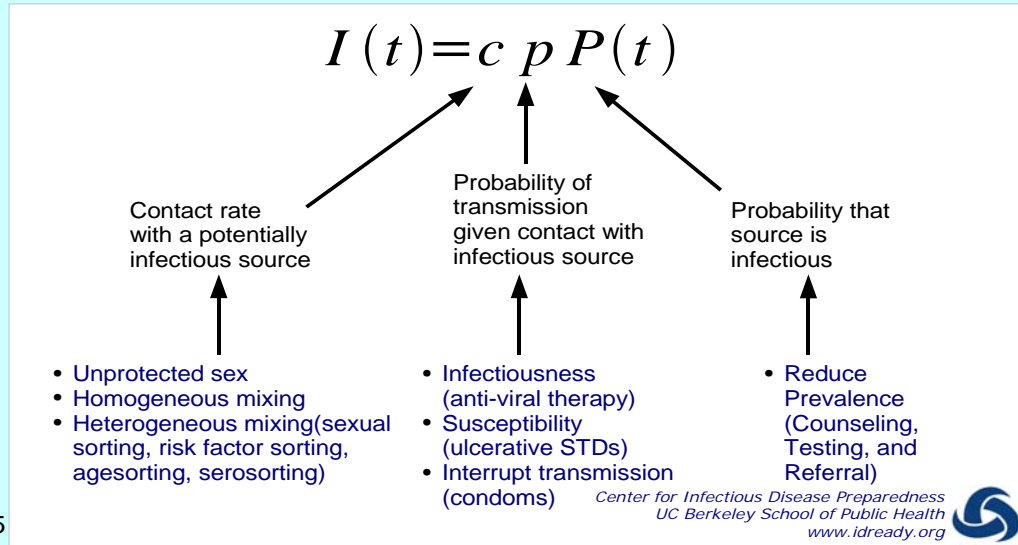 I(t)=c p P(t)
Contact rate
with a potentially
infectious source
Probability of
transmission
given contact with
infectious source
Probability that
source is
infectious
• Unprotected sex
• Homogeneous mixing
• Heterogeneous mixing(sexual
sorting, risk factor sorting,
agesorting, serosorting)
• Infectiousness
(anti-viral therapy)
• Susceptibility
(ulcerative STDs)
• Interrupt transmission
(condoms)
• Reduce
Prevalence
(Counseling,
Testing, and
Referral)
Center for Infectious Disease Preparedness
UC Berkeley School of Public Health
www.idready.org
5